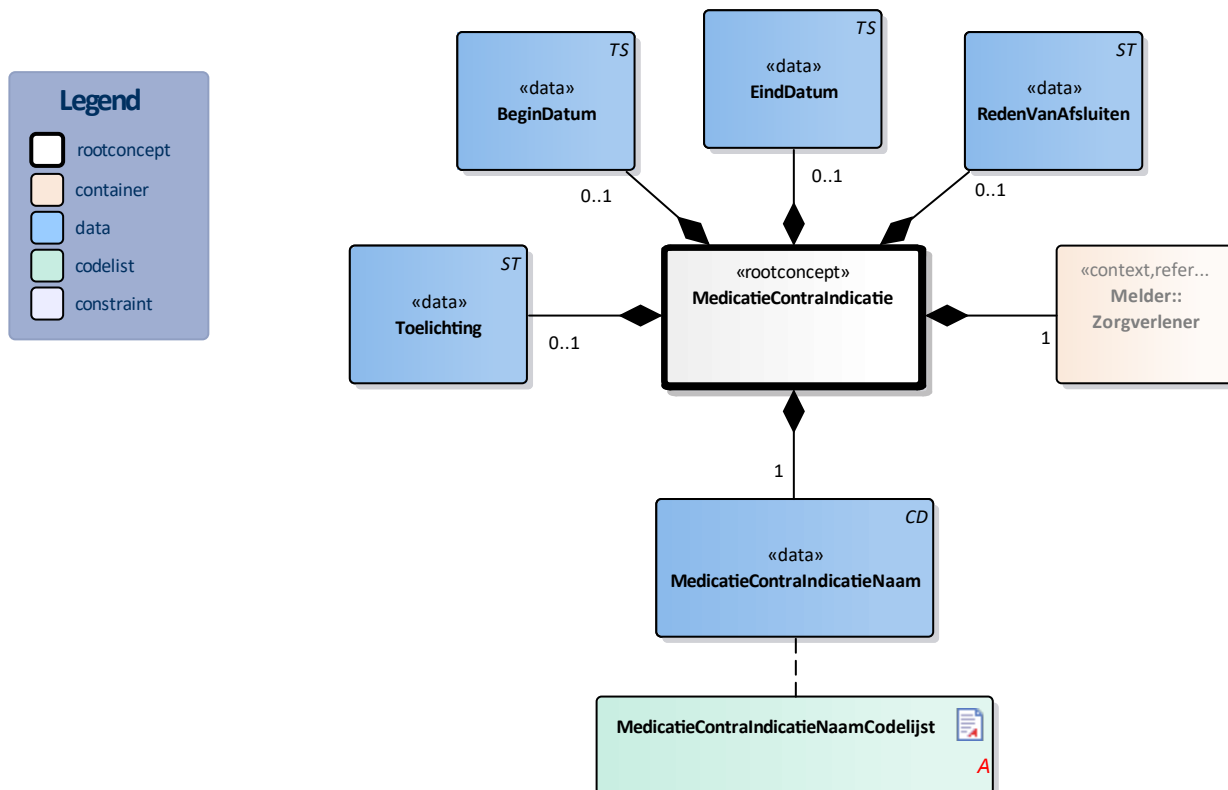 Legend
rootconcept
container
data
codelist
constraint
TS
«data»
BeginDatum
0..1
TS
«data»
EindDatum
0..1
ST
«data»
RedenVanAfsluiten
0..1
ST
«data»
Toelichting
0..1
«rootconcept»
MedicatieContraIndicatie
«context,refer...
Melder::
Zorgverlener
1
1
CD
«data»
MedicatieContraIndicatieNaam
MedicatieContraIndicatieNaamCodelijst
A